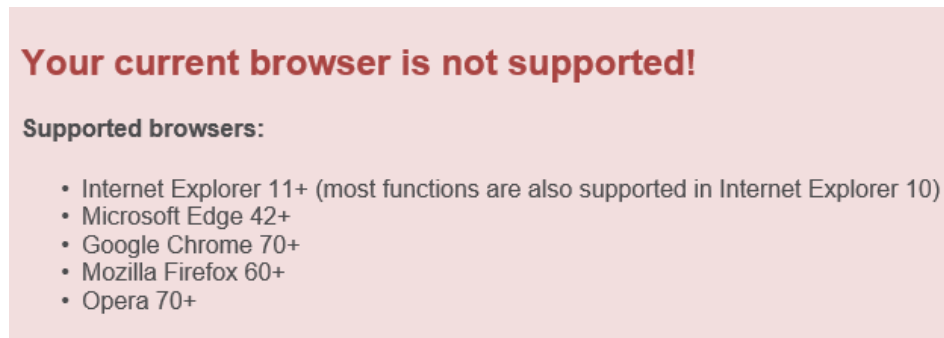 Your current browser is not supported!
Supported browsers:
• Internet Explorer 11+ (most functions are also supported in Internet Explorer 10)
• Microsoft Edge 42+
• Google Chrome 70+
• Mozilla Firefox 60+
• Opera 70+